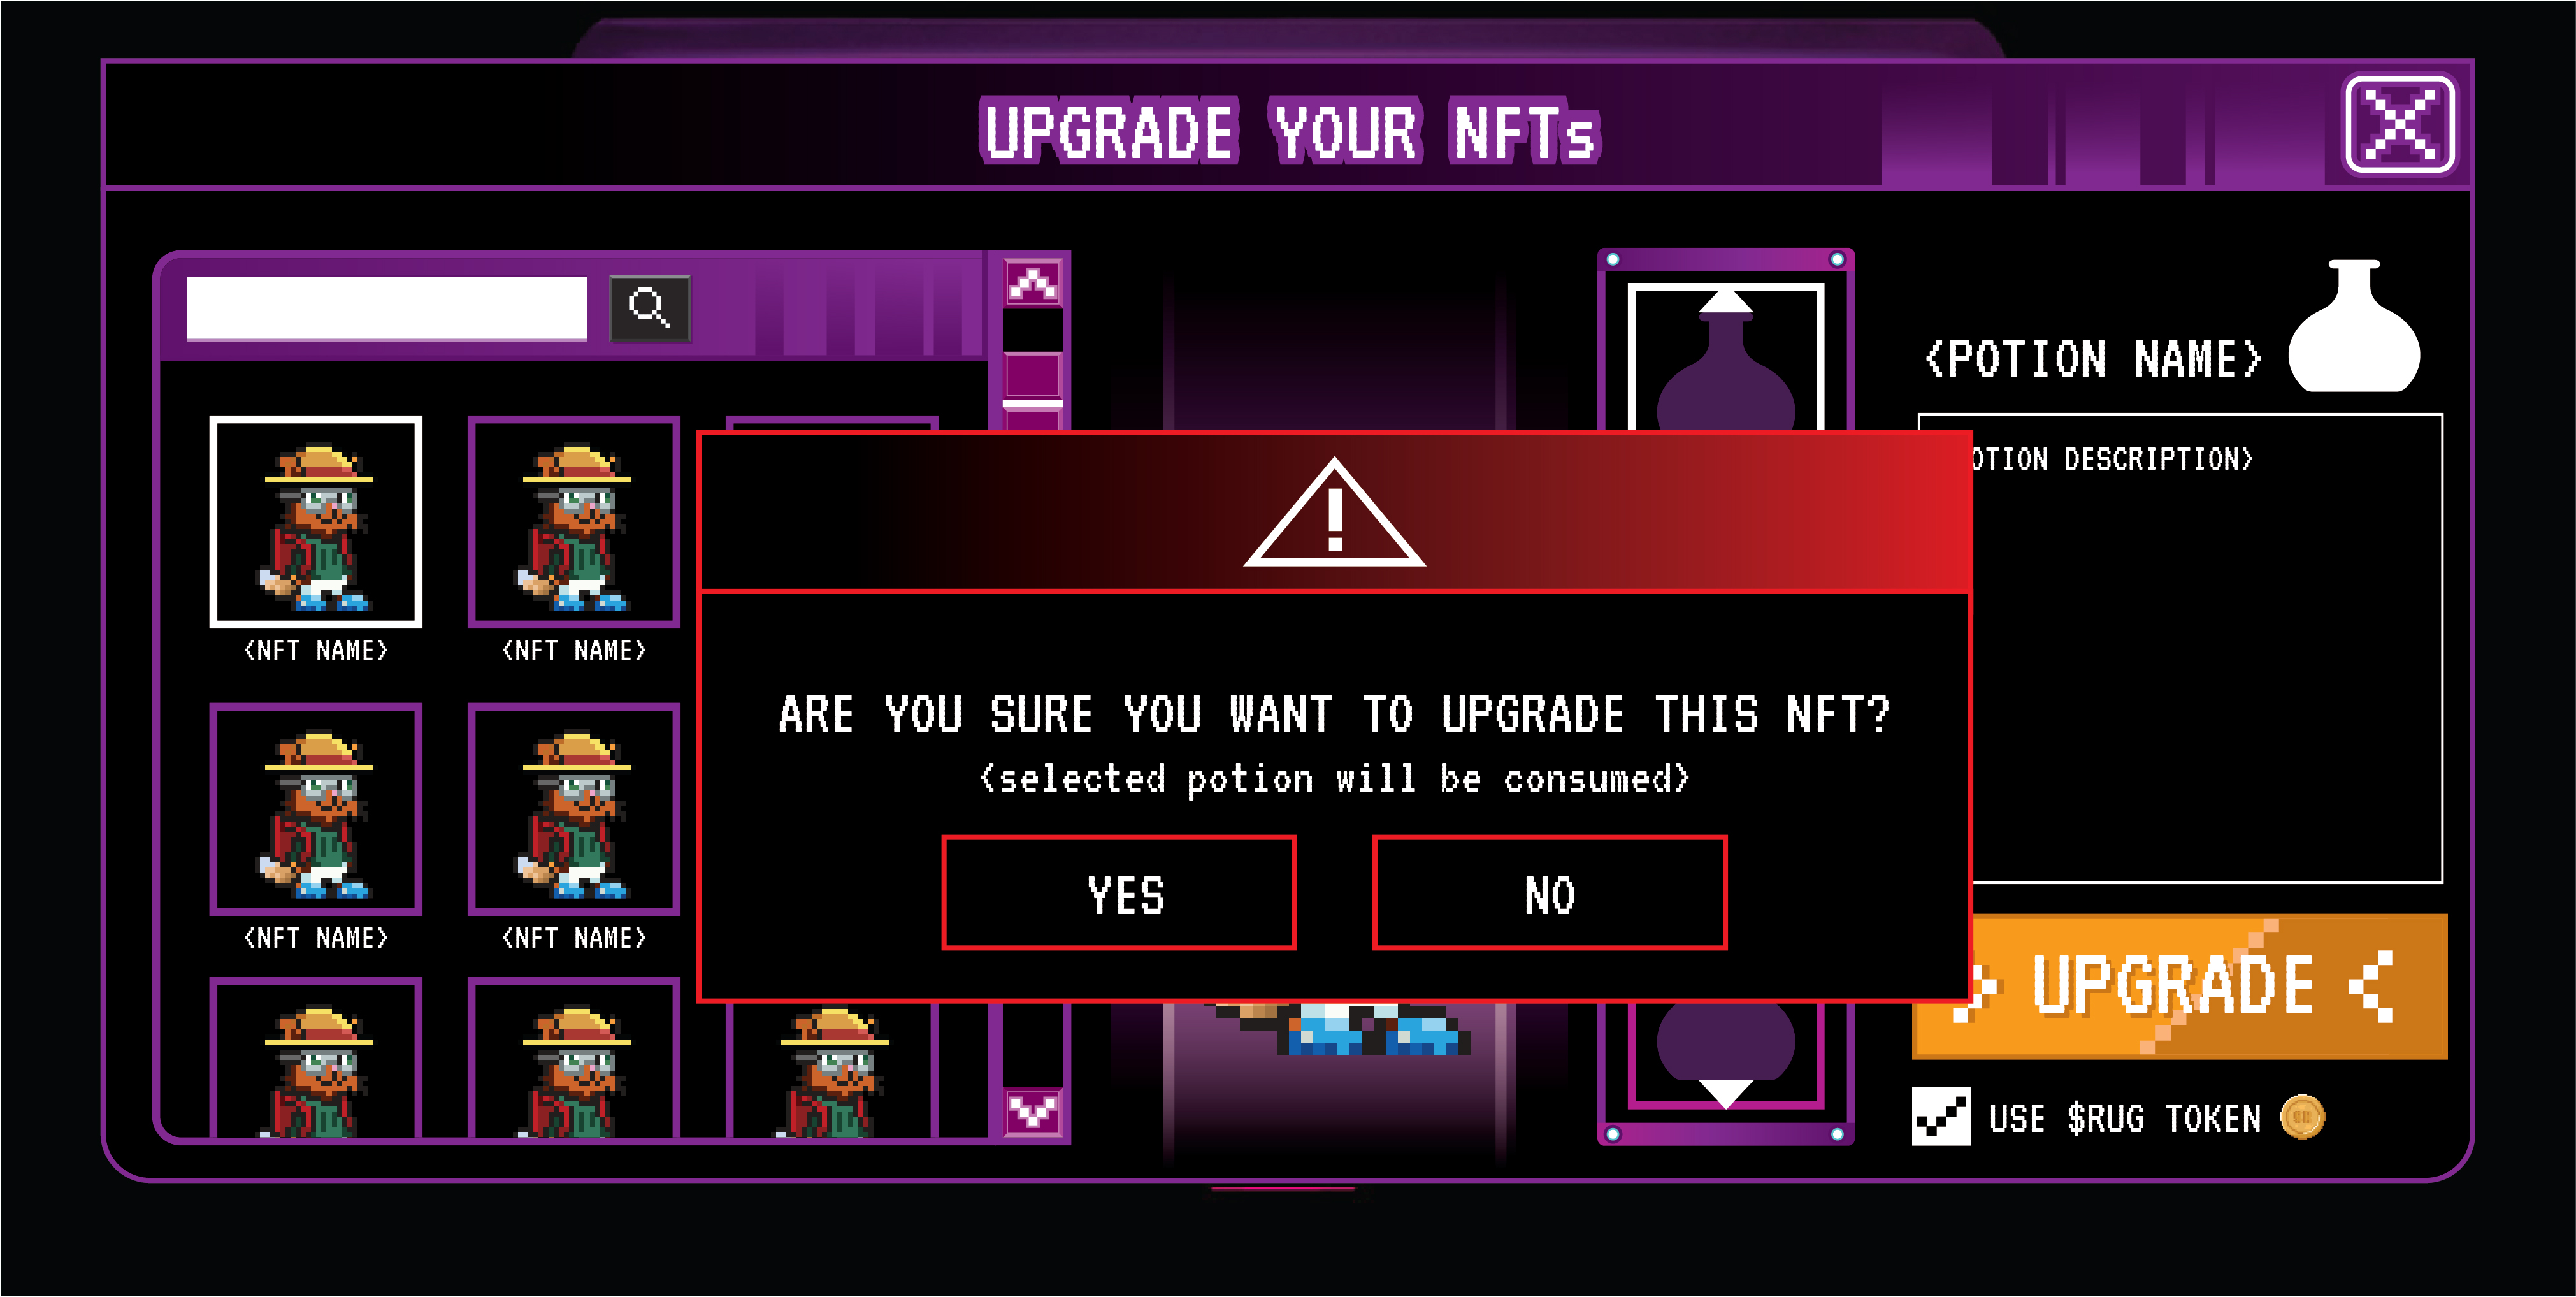 UPGRADE YOUR NFTs
<POTION NAME>
OTION DESCRIPTION>
<NFT NAME>
<NFT NAME>
ARE YOU SURE YOU WANT TO UPGRADE THIS NFT?
<selected potion will be consumed>
YES
NO
<NFT NAME>
<NFT NAME>
> UPGRADE <
USE $RUG TOKEN